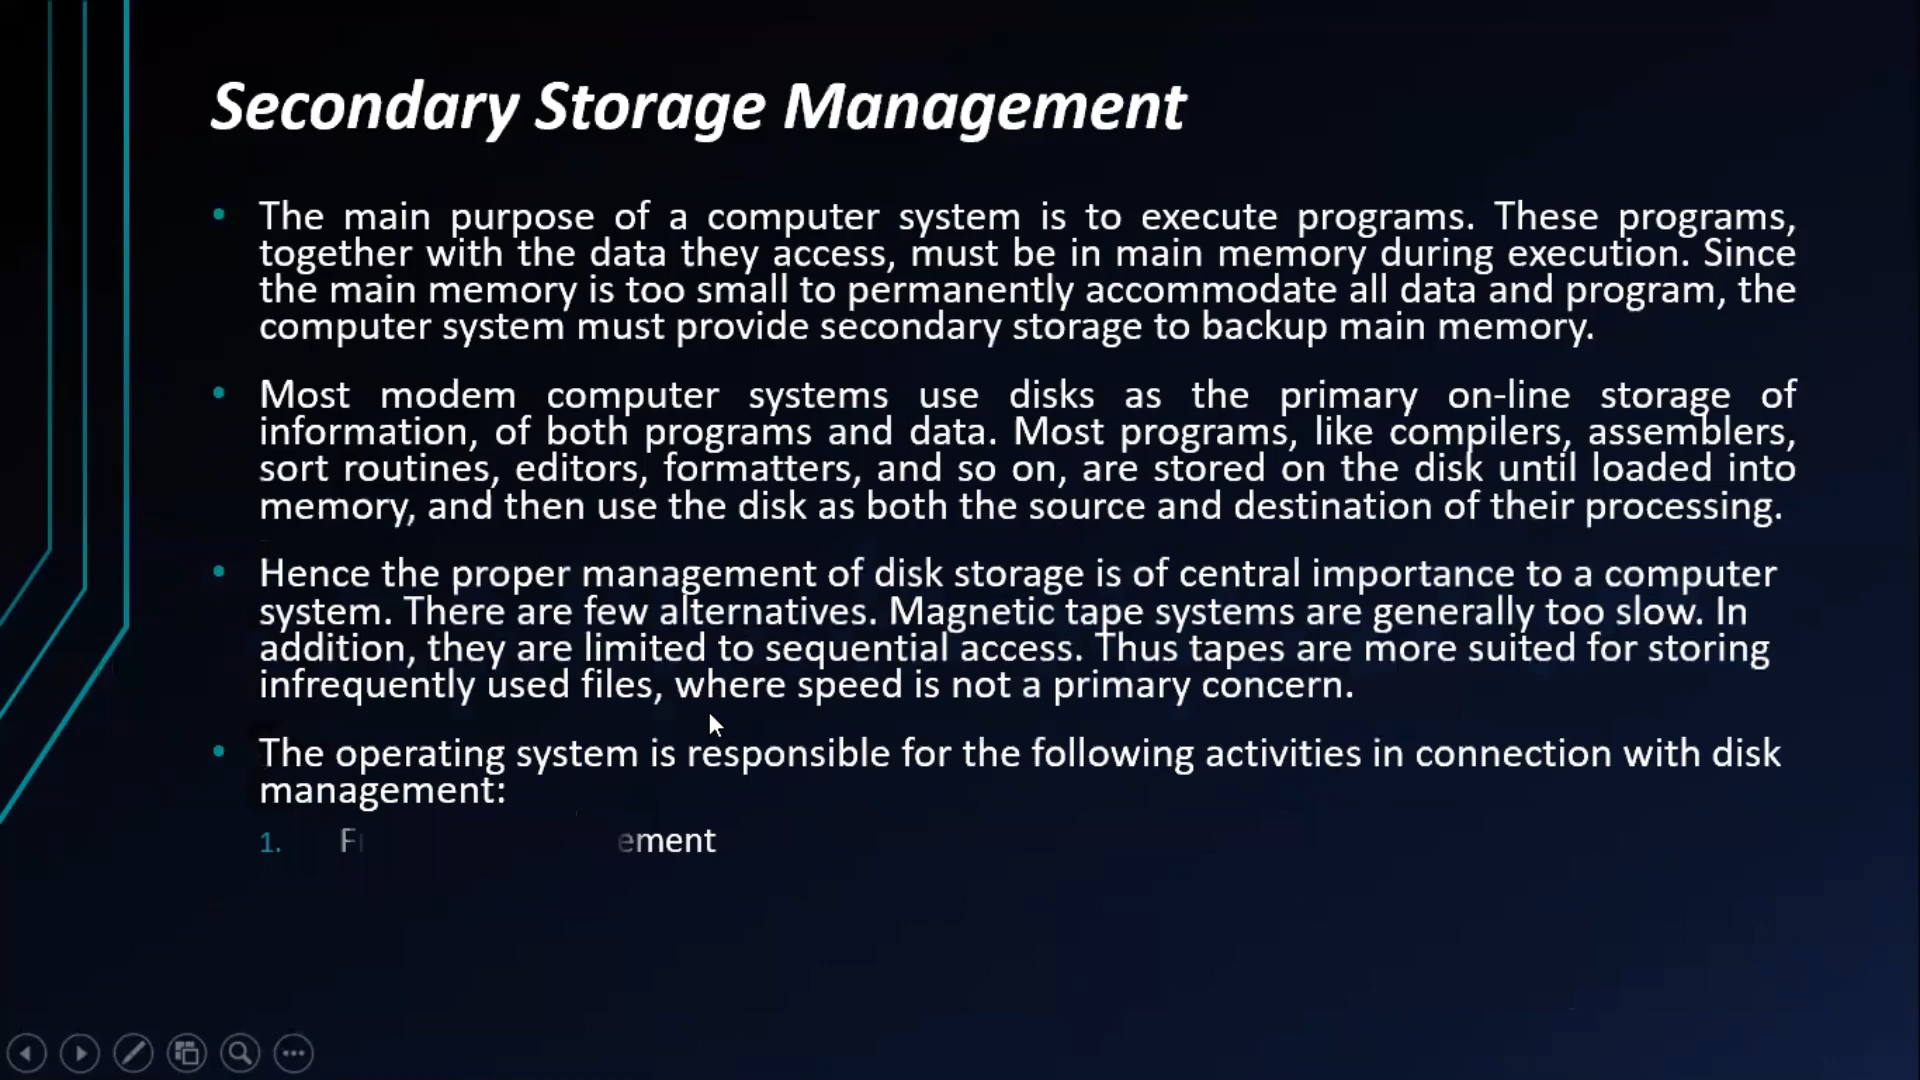 Secondary Storage Management
• The main purpose of a computer system is to execute programs. These programs,
together with the data they access, must be in main memory during execution. Since
the main memory is too small to permanently accommodate all data and program, the
computer system must provide secondary storage to backup main memory.
• Most modem computer systems use disks as the primary on-line storage of
information, of both programs and data. Most programs, like compilers, assemblers,
sort routines, editors, formatters, and so on, are stored on the disk until loaded into
memory, and then use the disk as both the source and destination of their processing.
• Hence the proper management of disk storage is of central importance to a computer
system. There are few alternatives. Magnetic tape systems are generally too slow. In
addition, they are limited to sequential access. Thus tapes are more suited for storing
infrequently used files, where speed is not a primary concern.
• The operating system is responsible for the following activities in connection with disk
management:
1.